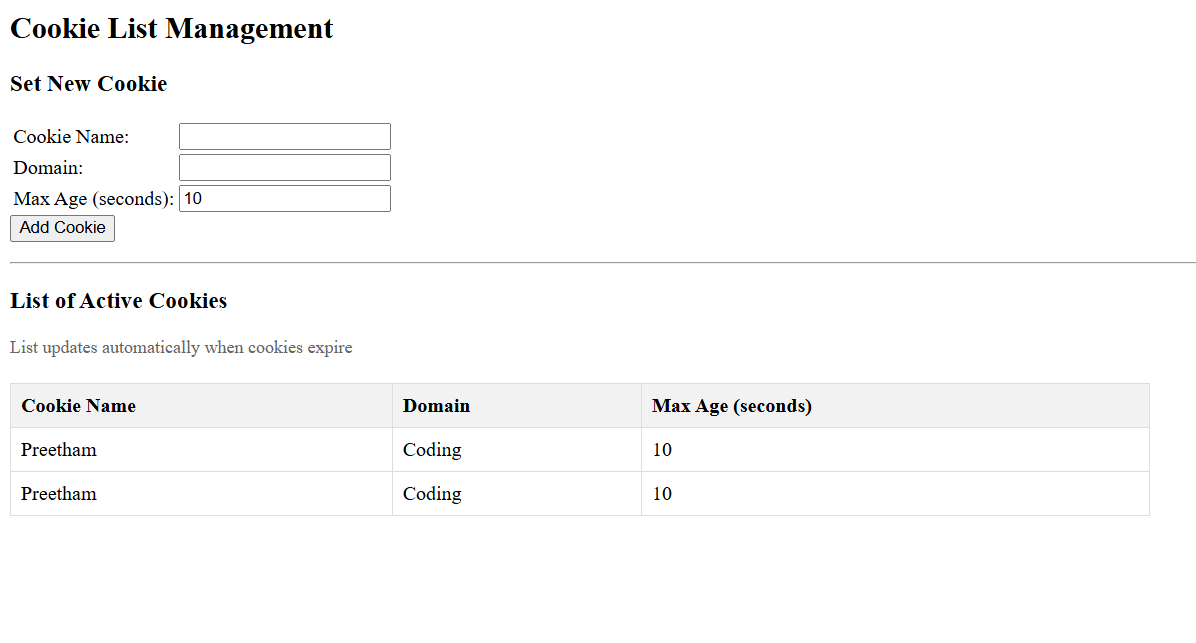 Cookie List Management
Set New Cookie
Cookie Name:
Domain:
Max Age (seconds): 10
Add Cookie
List of Active Cookies
List updates automatically when cookies expire
Cookie Name Domain Max Age (seconds)
Preetham Coding 10
Preetham Coding 10